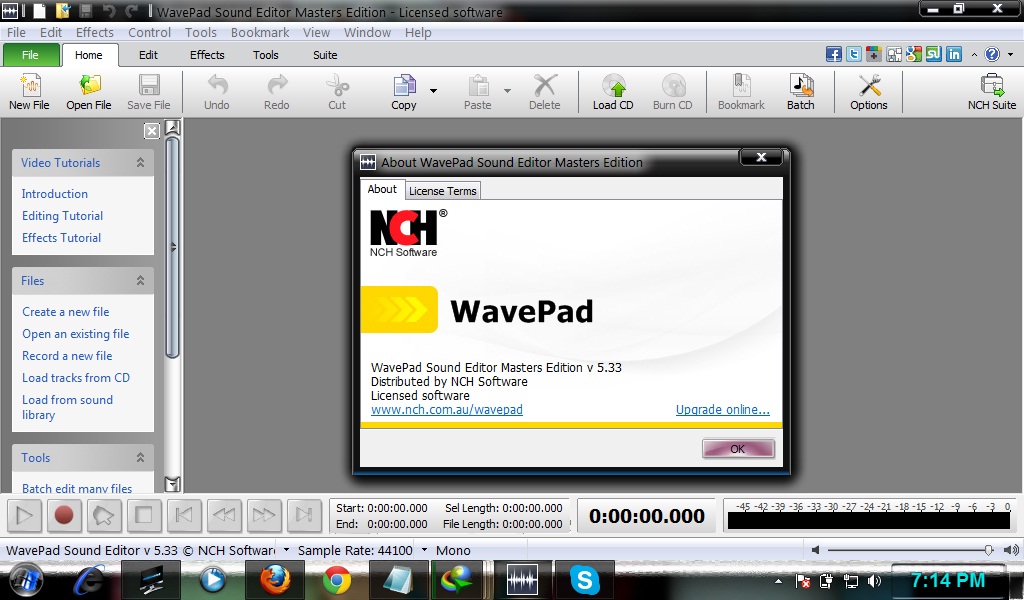 WavePad Sound Editor Masters Edition - Licensed software
File Edit Effects Control Tools Bookmark View Window Help
File Home Edit Effects Tools Suite
New File Open File Save File Undo Redo Cut Copy Paste Delete Load CD Burn CD Bookmark Batch Options NCH Suite
Video Tutorials
Introduction
Editing Tutorial
Effects Tutorial
Files
Create a new file
Open an existing file
Record a new file
Load tracks from CD
Load from sound
library
Tools
Batch edit many files
About WavePad Sound Editor Masters Edition
About License Terms
NCH®
NCH Software
WavePad
WavePad Sound Editor Masters Edition v 5.33
Distributed by NCH Software
Licensed software
www.nch.com.au/wavepad Upgrade online...
OK
Start: 0:00:00.000 Sel Length: 0:00:00.000
End: 0:00:00.000 File Length: 0:00:00.000
0:00:00.000
-45 -42 -39 -36 -33 -30 -27 -24 -21 -18 -15 -12 -9 -6 -3 0
WavePad Sound Editor v 5.33 © NCH Softwar Sample Rate: 44100 Mono
7:14 PM